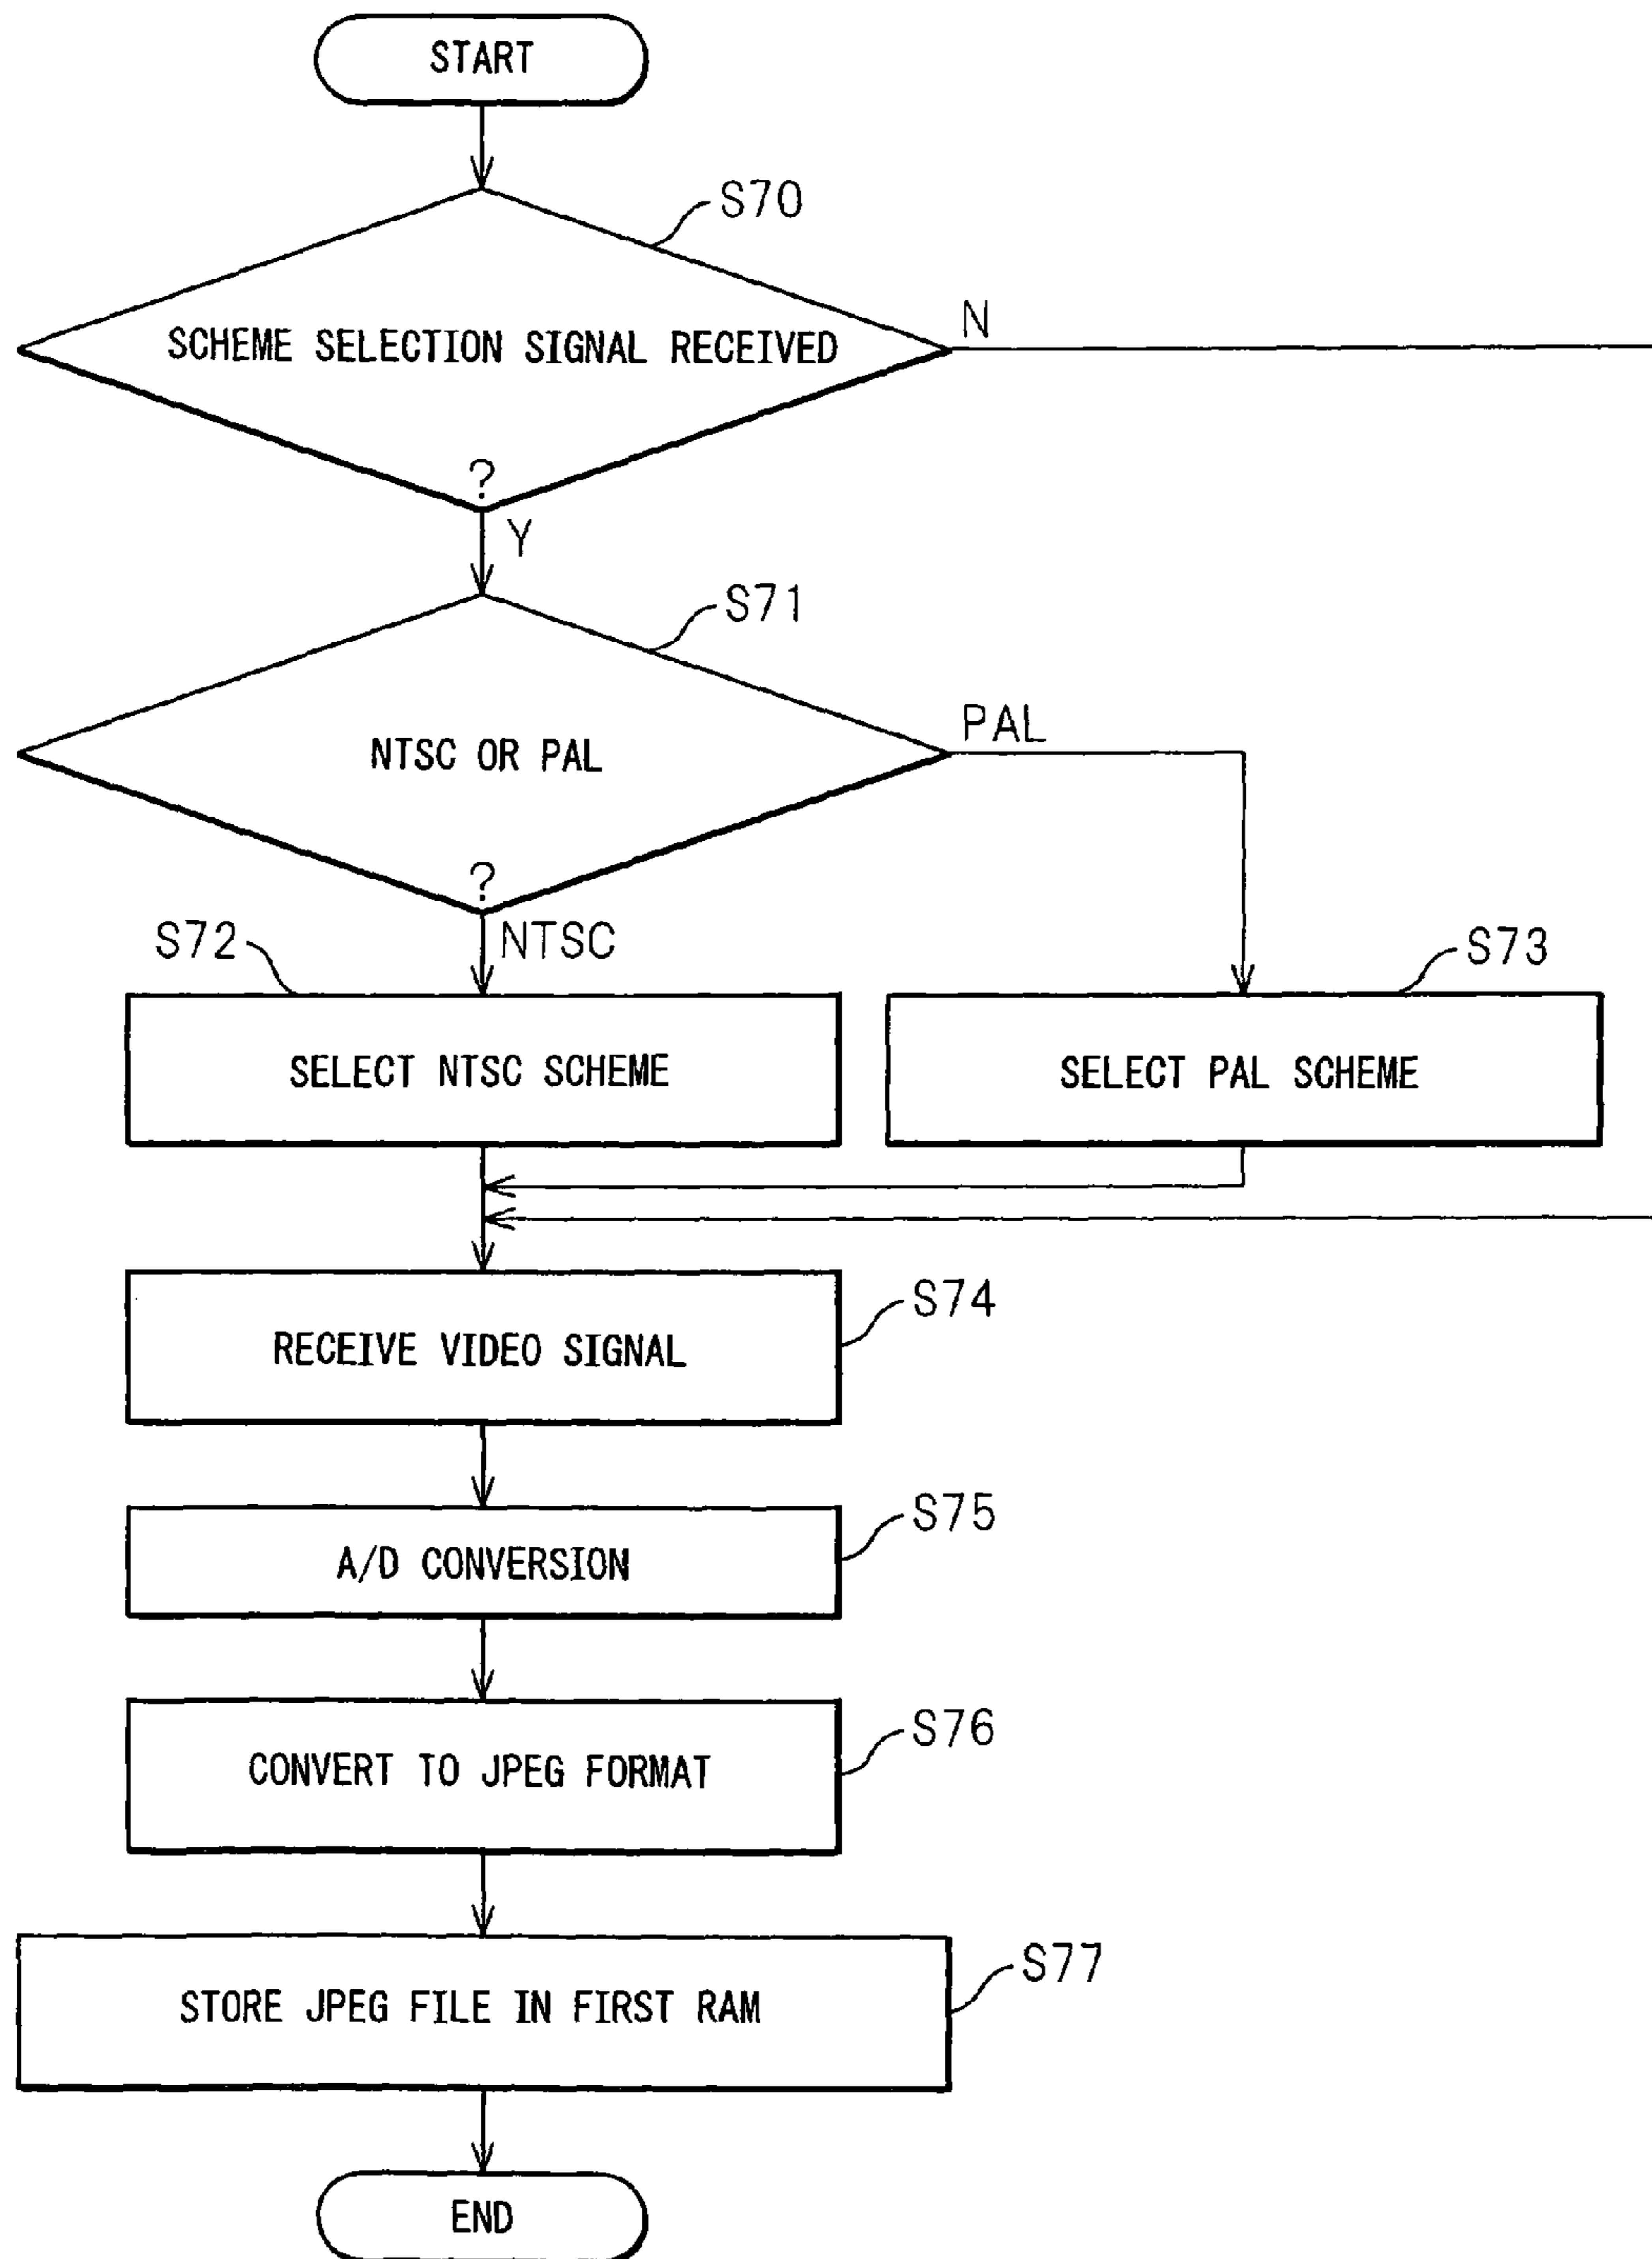 START
S70
SCHEME SELECTION SIGNAL RECEIVED
N
?
Y
S71
NTSC OR PAL
PAL
?
S72
NTSC
S73
SELECT NTSC SCHEME
SELECT PAL SCHEME
S74
RECEIVE VIDEO SIGNAL
S75
A/D CONVERSION
S76
CONVERT TO JPEG FORMAT
S77
STORE JPEG FILE IN FIRST RAM
END